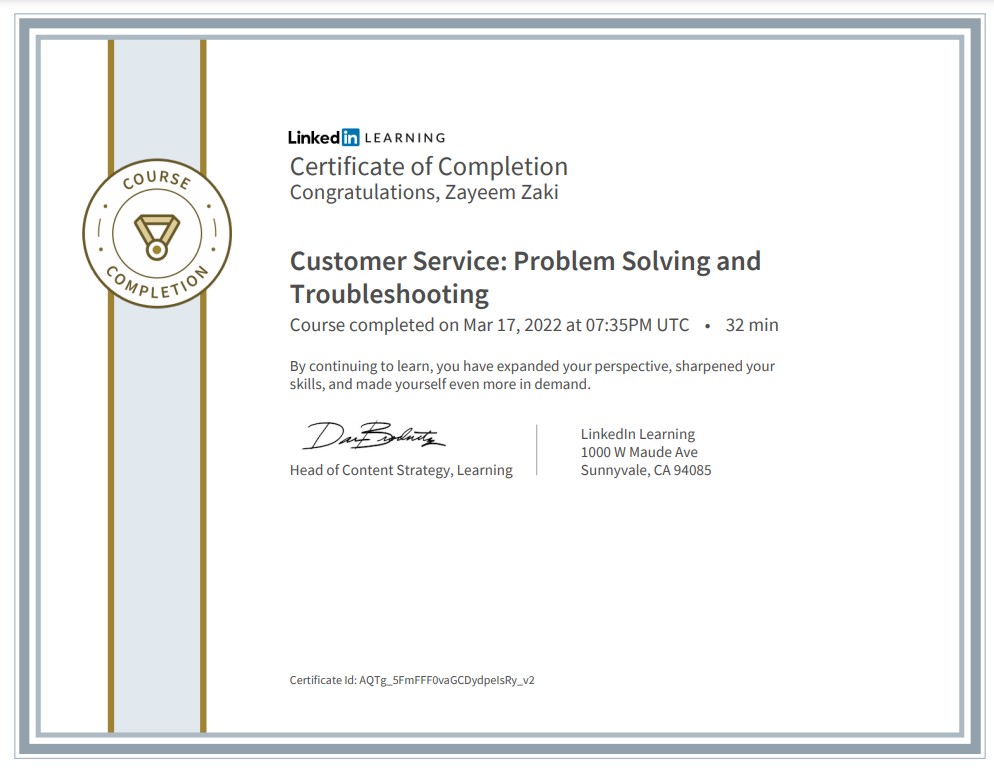 Linked in LEARNING
Certificate of Completion
Congratulations, Zayeem Zaki
COURSE
COMPLETION
Customer Service: Problem Solving and
Troubleshooting
Course completed on Mar 17, 2022 at 07:35PM UTC • 32 min
By continuing to learn, you have expanded your perspective, sharpened your
skills, and made yourself even more in demand.
Head of Content Strategy, Learning
LinkedIn Learning
1000 W Maude Ave
Sunnyvale, CA 94085
Certificate Id: AQTg_5FmFFF0vaGCDydpeIsRy_v2